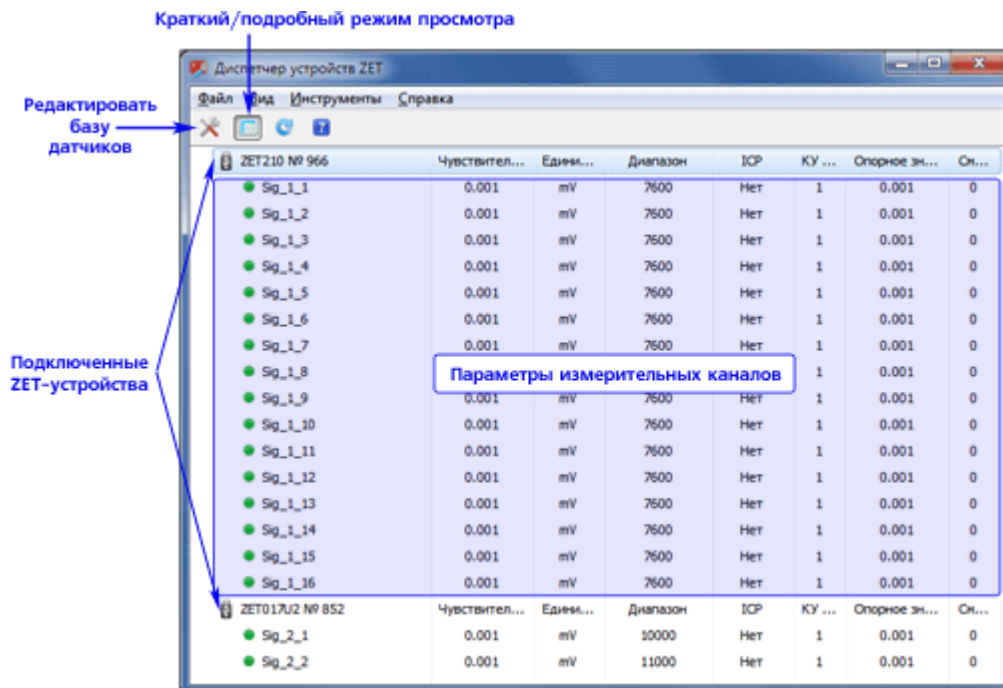 Краткий/подробный режим просмотра
Диспетчер устройств ZET
Редактировать
базу
датчиков
Файл Вид Инструменты Справка
ZET210 № 966 Чувствител... Едини... Диапазон ICP КУ ... Опорное зн... См...
Sig_1_1 0.001 mV 7600 Нет 1 0.001 0
Sig_1_2 0.001 mV 7600 Нет 1 0.001 0
Sig_1_3 0.001 mV 7600 Нет 1 0.001 0
Sig_1_4 0.001 mV 7600 Нет 1 0.001 0
Sig_1_5 0.001 mV 7600 Нет 1 0.001 0
Sig_1_6 0.001 mV 7600 Нет 1 0.001 0
Sig_1_7 0.001 mV 7600 Нет 1 0.001 0
Подключенные
ZET-устройства
Sig_1_8 1 0.001 0
Параметры измерительных каналов
Sig_1_9 0.001 mV 7600 Нет 1 0.001 0
Sig_1_10 0.001 mV 7600 Нет 1 0.001 0
Sig_1_11 0.001 mV 7600 Нет 1 0.001 0
Sig_1_12 0.001 mV 7600 Нет 1 0.001 0
Sig_1_13 0.001 mV 7600 Нет 1 0.001 0
Sig_1_14 0.001 mV 7600 Нет 1 0.001 0
Sig_1_15 0.001 mV 7600 Нет 1 0.001 0
Sig_1_16 0.001 mV 7600 Нет 1 0.001 0
ZET017U2 № 852 Чувствител... Едини... Диапазон ICP КУ ... Опорное зн... См...
Sig_2_1 0.001 mV 10000 Нет 1 0.001 0
Sig_2_2 0.001 mV 11000 Нет 1 0.001 0